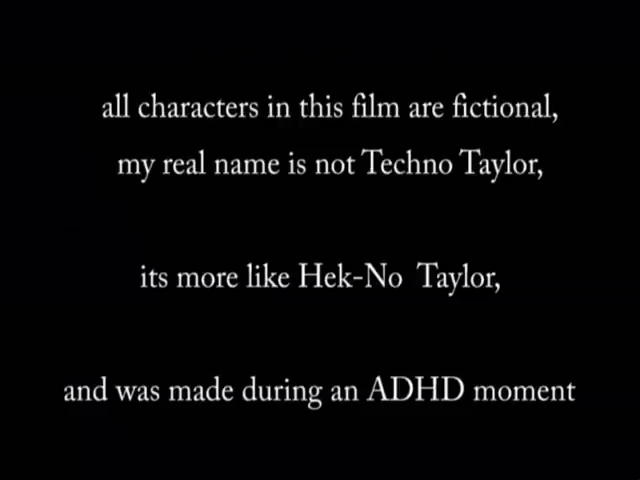 all characters in this film are fictional,
my real name is not Techno Taylor,
its more like Hek-No Taylor,
and was made during an ADHD moment